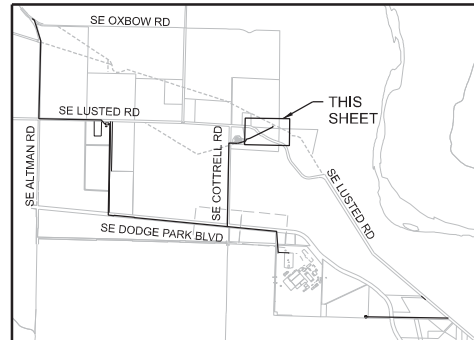 SE OXBOW RD
THIS
SHEET
SE LUSTED RD
SE ALTMAN RD
SE COTTRELL RD
SE LUSTED RD
SE DODGE PARK BLVD